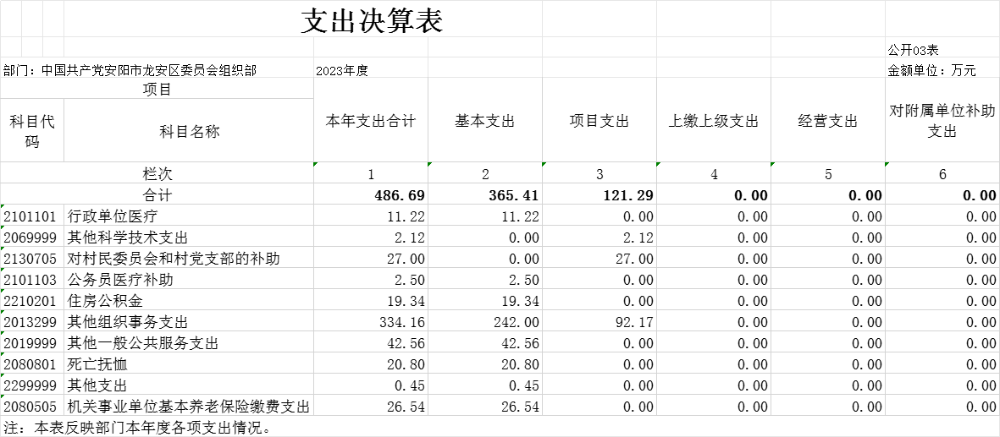 支出决算表
公开03表
部门：中国共产党安阳市龙安区委员会组织部 2023年度 金额单位：万元
项目
科目代码 科目名称 本年支出合计 基本支出 项目支出 上缴上级支出 经营支出 对附属单位补助支出
栏次 1 2 3 4 5 6
合计 486.69 365.41 121.29 0.00 0.00 0.00
2101101 行政单位医疗 11.22 11.22 0.00 0.00 0.00 0.00
2069999 其他科学技术支出 2.12 0.00 2.12 0.00 0.00 0.00
2130705 对村民委员会和村党支部的补助 27.00 0.00 27.00 0.00 0.00 0.00
2101103 公务员医疗补助 2.50 2.50 0.00 0.00 0.00 0.00
2210201 住房公积金 19.34 19.34 0.00 0.00 0.00 0.00
2013299 其他组织事务支出 334.16 242.00 92.17 0.00 0.00 0.00
2019999 其他一般公共服务支出 42.56 42.56 0.00 0.00 0.00 0.00
2080801 死亡抚恤 20.80 20.80 0.00 0.00 0.00 0.00
2299999 其他支出 0.45 0.45 0.00 0.00 0.00 0.00
2080505 机关事业单位基本养老保险缴费支出 26.54 26.54 0.00 0.00 0.00 0.00
注：本表反映部门本年度各项支出情况。